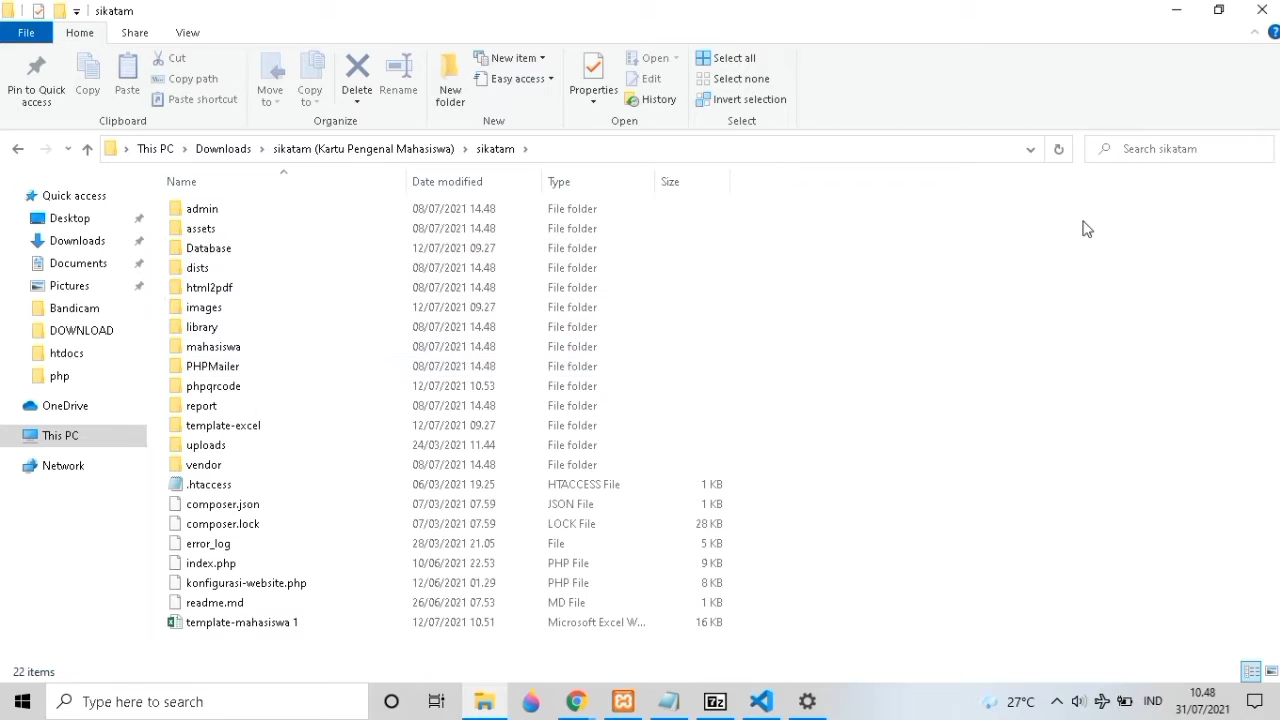 sikatam
File Home Share View
Pin to Quick access
Copy
Paste
Cut
Copy path
Paste shortcut
Clipboard
Move to
Copy to
Delete
Rename
Organize
New folder
New item
Easy access
New
Properties
Open
Edit
History
Open
Select all
Select none
Invert selection
Select
This PC > Downloads > sikatam (Kartu Pengenal Mahasiswa) > sikatam >
Search sikatam
Quick access
Desktop
Downloads
Documents
Pictures
Bandicam
DOWNLOAD
htdocs
php
OneDrive
This PC
Network
Name Date modified Type Size
admin 08/07/2021 14.48 File folder
assets 08/07/2021 14.48 File folder
Database 12/07/2021 09.27 File folder
dists 08/07/2021 14.48 File folder
html2pdf 08/07/2021 14.48 File folder
images 12/07/2021 09.27 File folder
library 08/07/2021 14.48 File folder
mahasiswa 08/07/2021 14.48 File folder
PHPMailer 08/07/2021 14.48 File folder
phpqrcode 12/07/2021 10.53 File folder
report 08/07/2021 14.48 File folder
template-excel 12/07/2021 09.27 File folder
uploads 24/03/2021 11.44 File folder
vendor 08/07/2021 14.48 File folder
.htaccess 06/03/2021 19.25 HTACCESS File 1 KB
composer.json 07/03/2021 07.59 JSON File 1 KB
composer.lock 07/03/2021 07.59 LOCK File 28 KB
error_log 28/03/2021 21.05 File 5 KB
index.php 10/06/2021 22.53 PHP File 9 KB
konfigurasi-website.php 12/06/2021 01.29 PHP File 8 KB
readme.md 26/06/2021 07.53 MD File 1 KB
template-mahasiswa 1 12/07/2021 10.51 Microsoft Excel W... 16 KB
22 items
Type here to search
7z
27°C
IND
10.48
31/07/2021